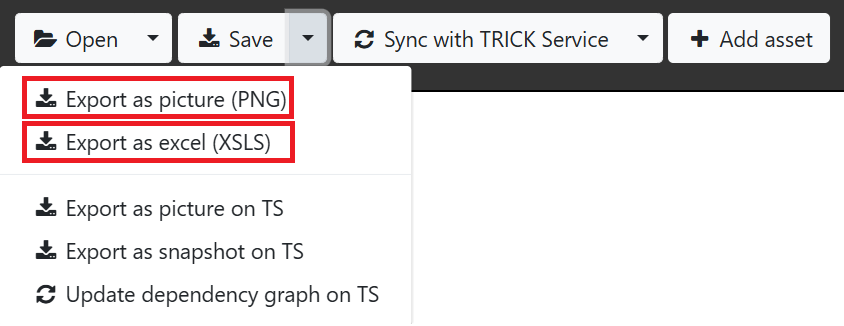 Open
Save
Sync with TRICK Service
Add asset
Export as picture (PNG)
Export as excel (XSLS)
Export as picture on TS
Export as snapshot on TS
Update dependency graph on TS